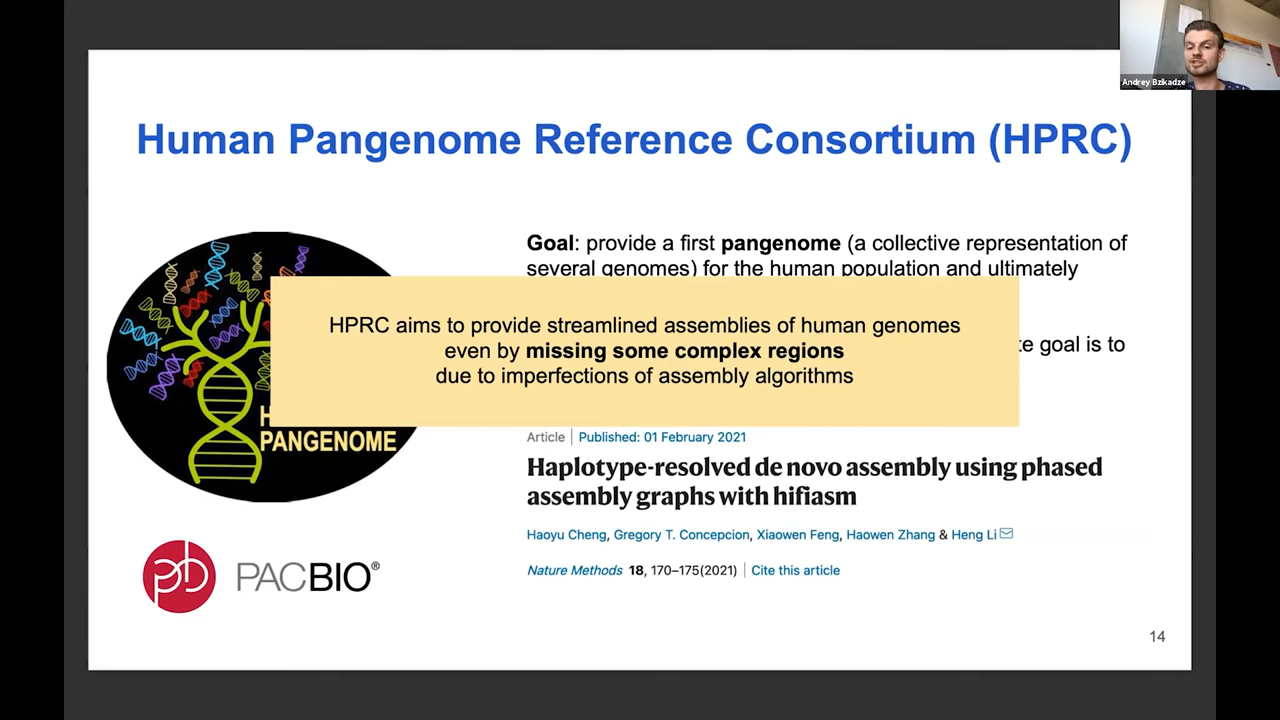 Andrey Bzikadze
Human Pangenome Reference Consortium (HPRC)
Goal: provide a first pangenome (a collective representation of
several genomes) for the human population and ultimately
goal is to
HPRC aims to provide streamlined assemblies of human genomes
even by missing some complex regions
due to imperfections of assembly algorithms
PANGENOME
Article | Published: 01 February 2021
Haplotype-resolved de novo assembly using phased
assembly graphs with hifiasm
Haoyu Cheng, Gregory T. Concepcion, Xiaowen Feng, Haowen Zhang & Heng Li
Nature Methods 18, 170–175(2021) | Cite this article
pb PACBIO®
14